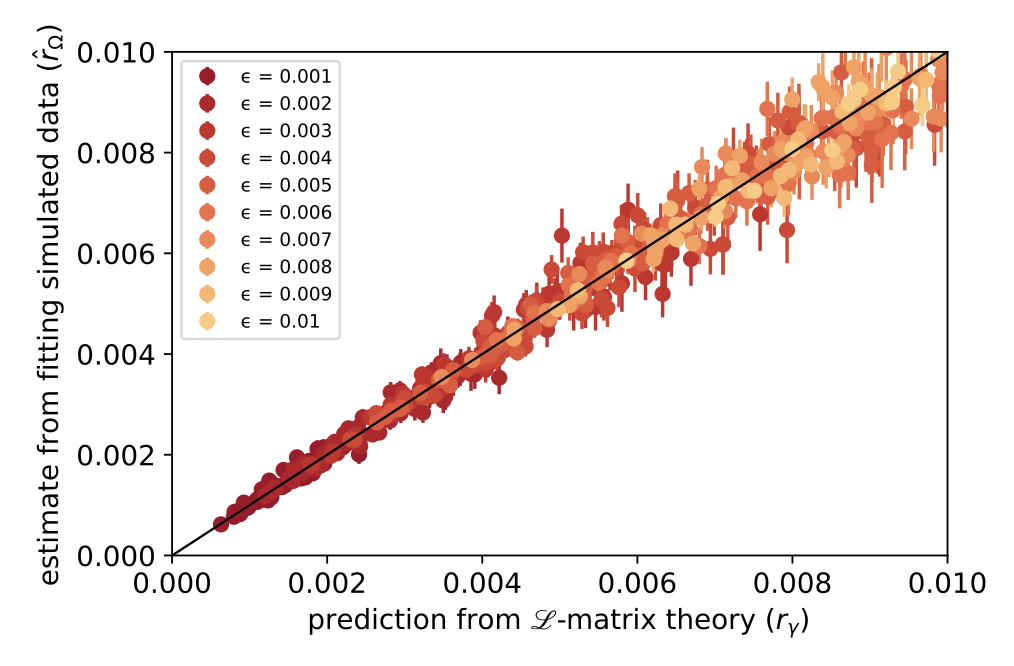 estimate from fitting simulated data (r̂_Ω)
0.010
0.008
0.006
0.004
0.002
0.000
ϵ = 0.001
ϵ = 0.002
ϵ = 0.003
ϵ = 0.004
ϵ = 0.005
ϵ = 0.006
ϵ = 0.007
ϵ = 0.008
ϵ = 0.009
ϵ = 0.01
0.000 0.002 0.004 0.006 0.008 0.010
prediction from ℒ-matrix theory (r_γ)